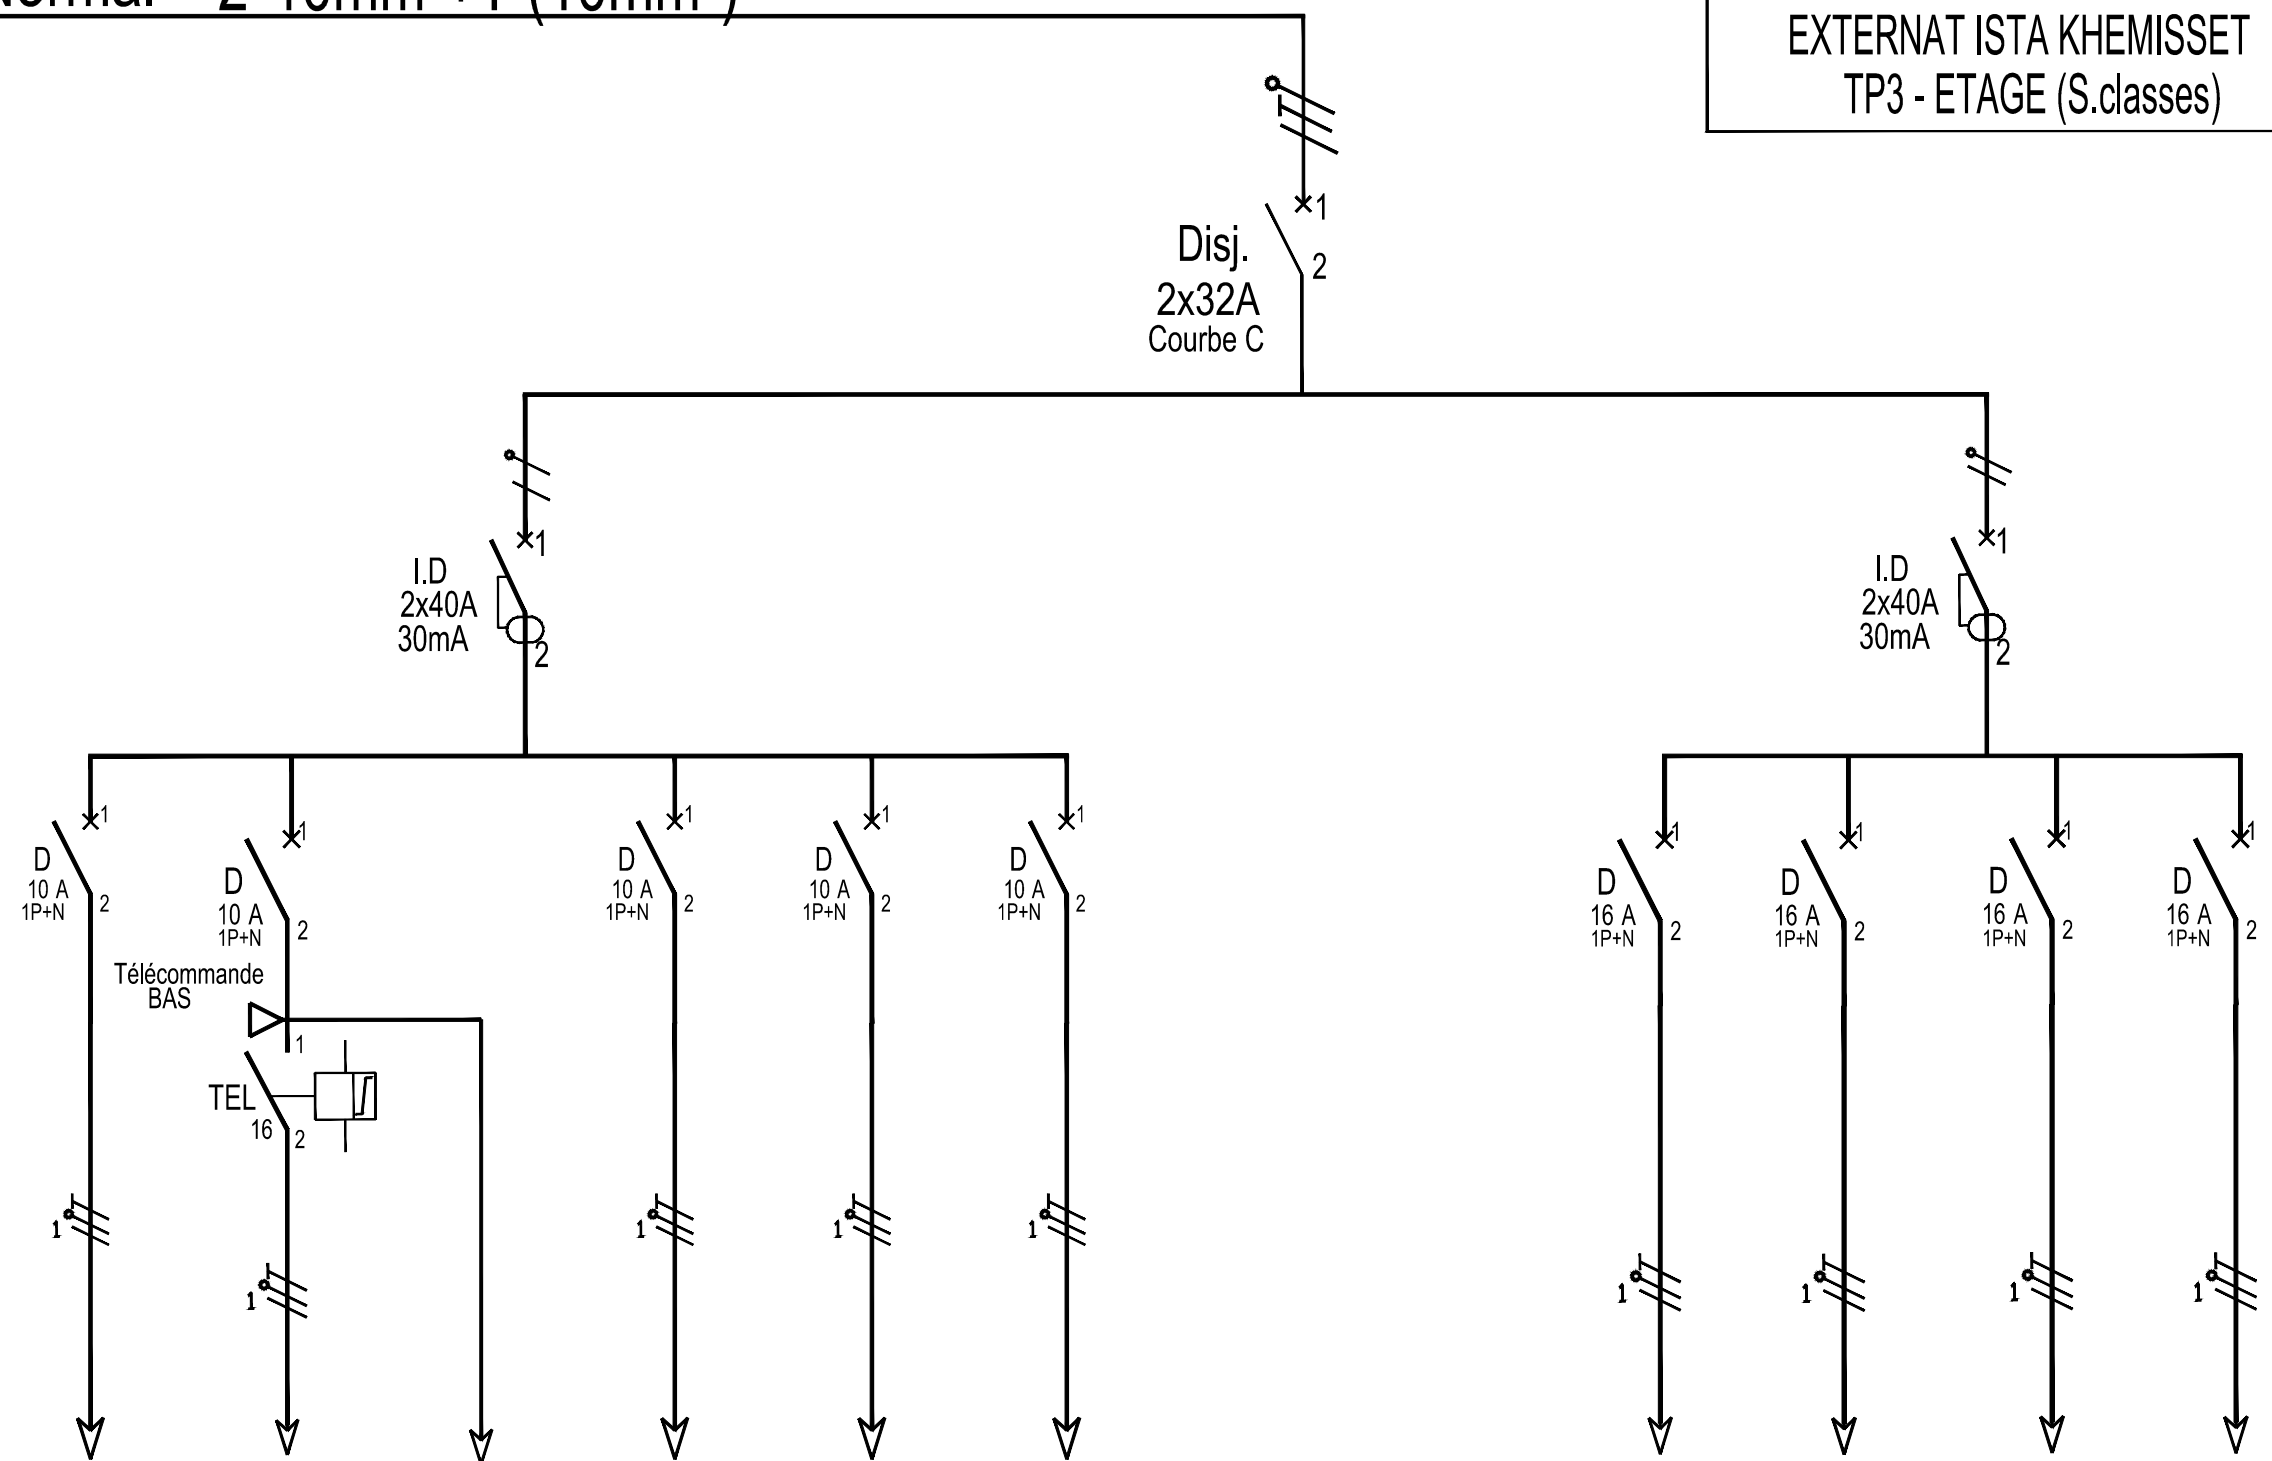 EXTERNAT ISTA KHEMISSET
TP3 - ETAGE (S.classes)
1
Disj.
2
2x32A
Courbe C
1
I.D
2x40A
30mA
2
1
I.D
2x40A
30mA
2
1
D
10 A
1P+N
2
1
D
10 A
1P+N
2
1
D
10 A
1P+N
2
1
D
10 A
1P+N
2
1
D
10 A
1P+N
2
1
D
16 A
1P+N
2
1
D
16 A
1P+N
2
1
D
16 A
1P+N
2
1
D
16 A
1P+N
2
Télécommande
BAS
1
TEL
16
2
1
1
1
1
1
1
1
1
1